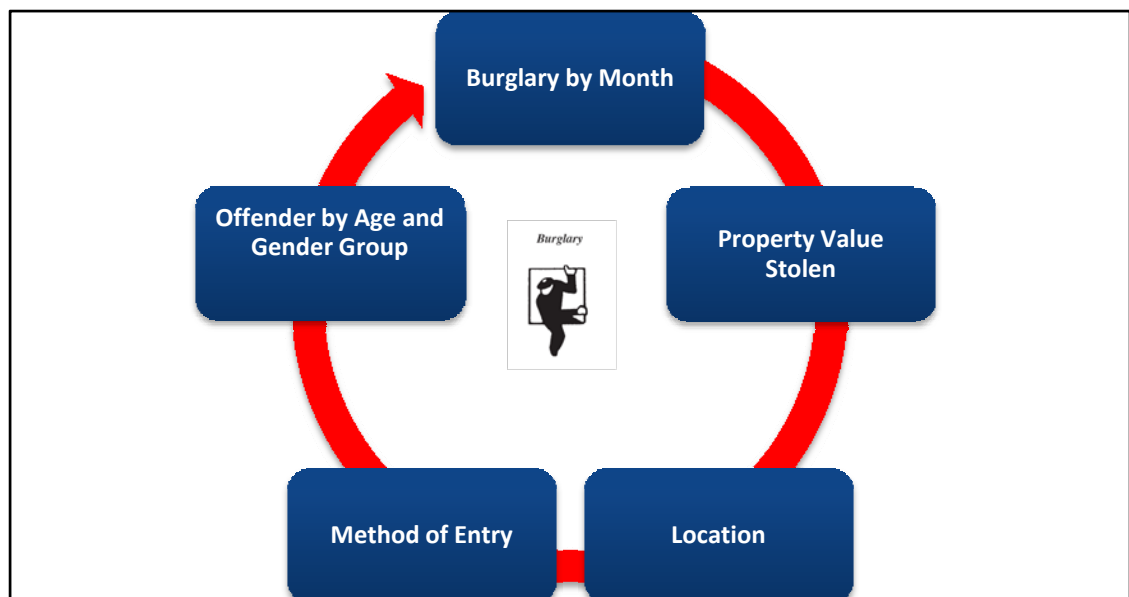 Burglary by Month
Offender by Age and
Gender Group
Burglary
Property Value
Stolen
Method of Entry
Location